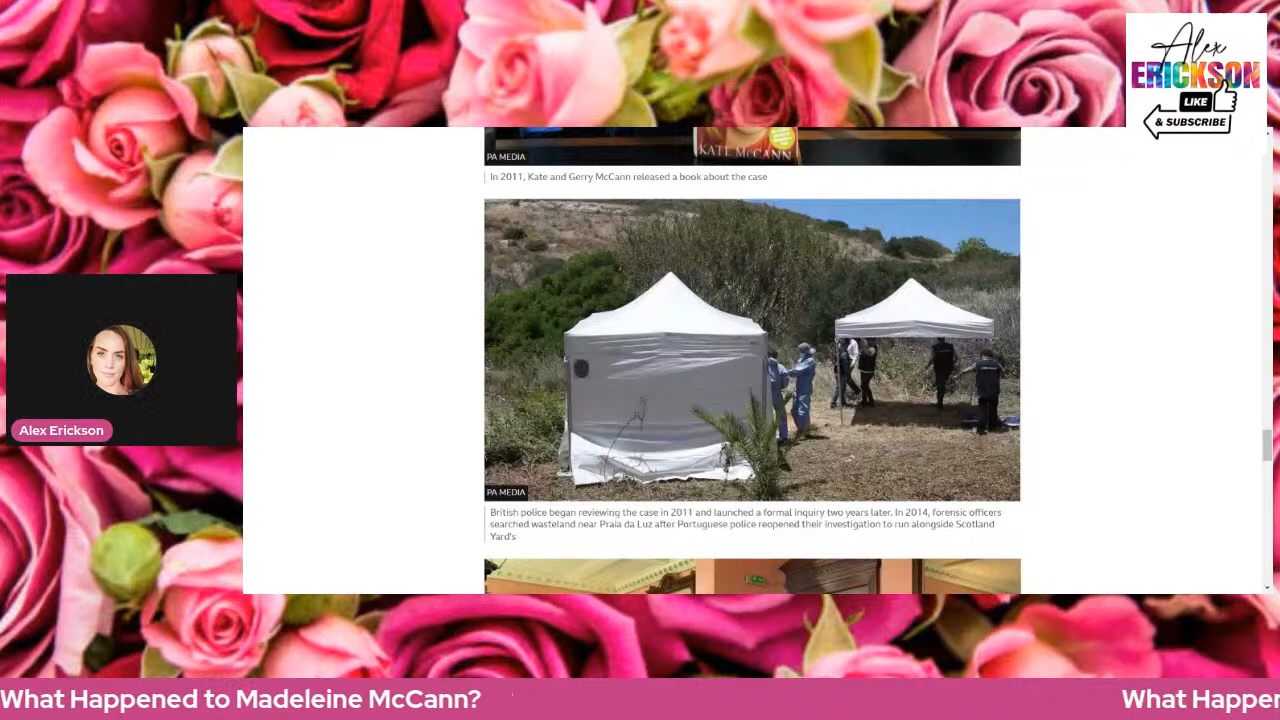 Alex
ERICKSON
LIKE
& SUBSCRIBE
KATE McCANN
PA MEDIA
In 2011, Kate and Gerry McCann released a book about the case
PA MEDIA
British police began reviewing the case in 2011 and launched a formal inquiry two years later. In 2014, forensic officers
searched wasteland near Praia da Luz after Portuguese police reopened their investigation to run alongside Scotland
Yard's
Alex Erickson
What Happened to Madeleine McCann?
What Happen